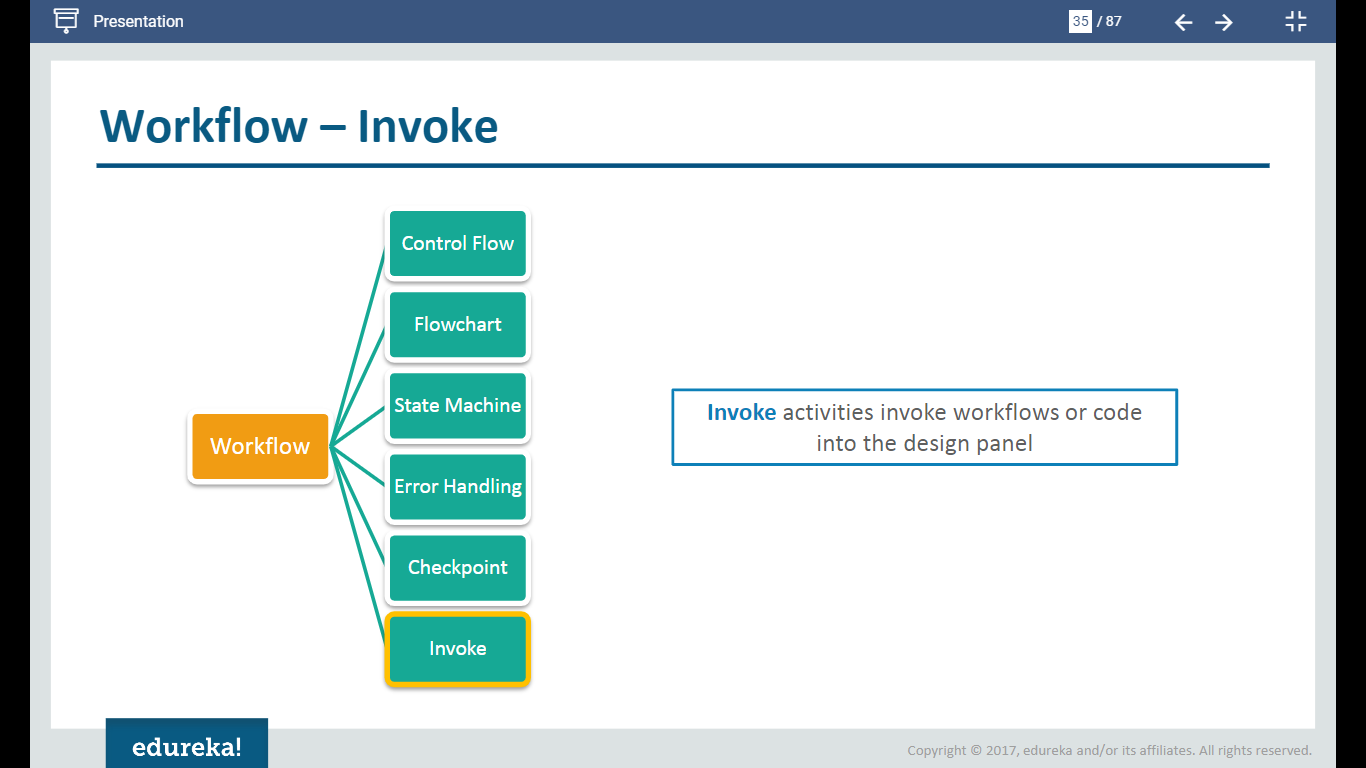 Presentation
35 / 87
Workflow – Invoke
Control Flow
Flowchart
State Machine
Workflow
Error Handling
Checkpoint
Invoke
Invoke activities invoke workflows or code
into the design panel
edureka!
Copyright © 2017, edureka and/or its affiliates. All rights reserved.